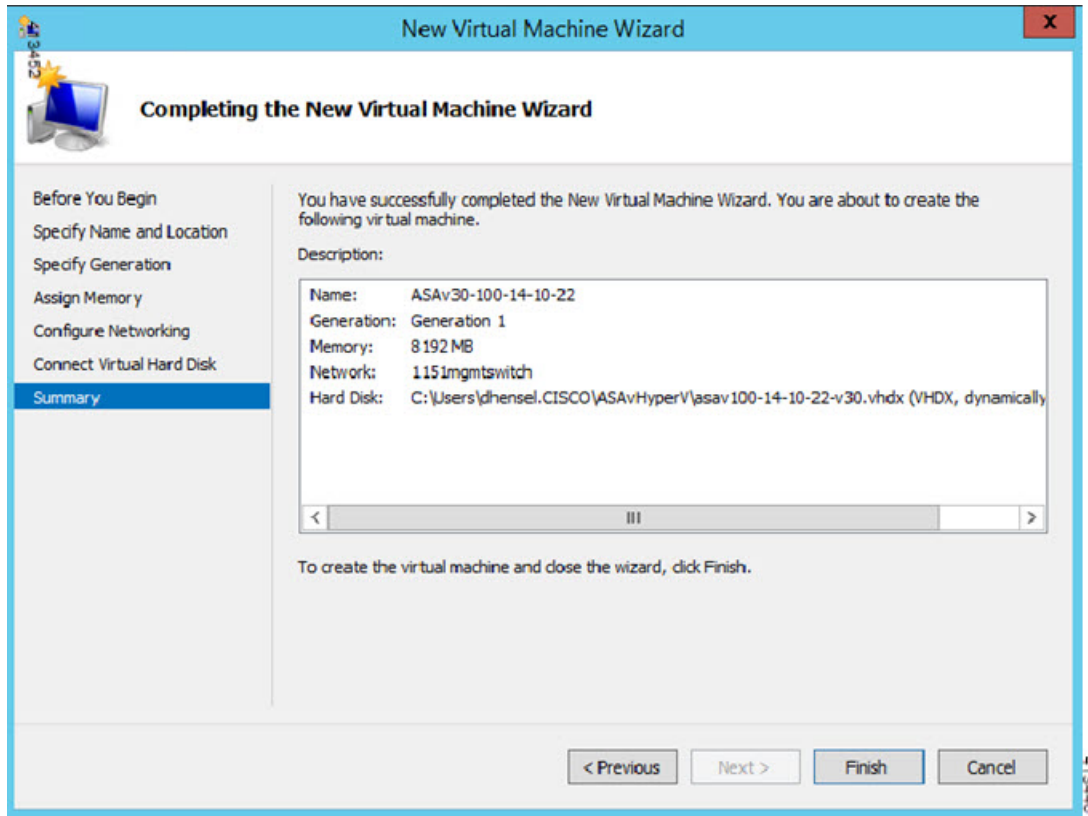 New Virtual Machine Wizard
X
413452
Completing the New Virtual Machine Wizard
Before You Begin
Specify Name and Location
Specify Generation
Assign Memory
Configure Networking
Connect Virtual Hard Disk
Summary
You have successfully completed the New Virtual Machine Wizard. You are about to create the
following virtual machine.
Description:
Name: ASAv30-100-14-10-22
Generation: Generation 1
Memory: 8192 MB
Network: 1151mgmtswitch
Hard Disk: C:\Users\dhensel.CISCO\ASAvHyperV\asav100-14-10-22-v30.vhdx (VHDX, dynamically
To create the virtual machine and close the wizard, click Finish.
< Previous
Next >
Finish
Cancel